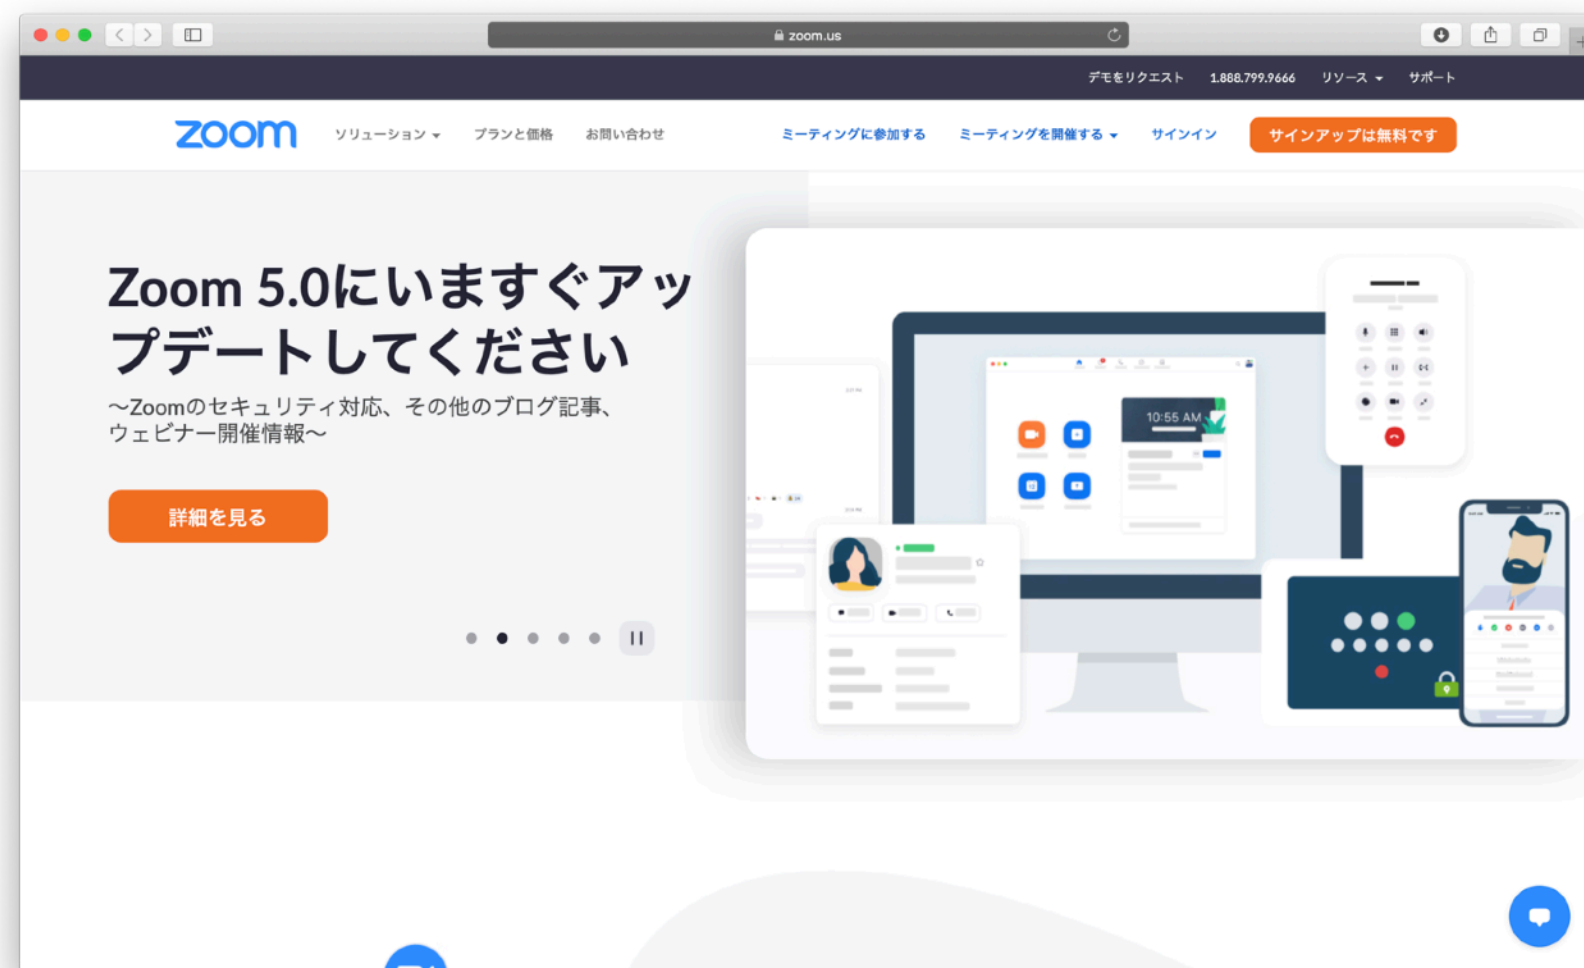 zoom.us
デモをリクエスト 1.888.799.9666 リソース サポート
zoom ソリューション プランと価格 お問い合わせ ミーティングに参加する ミーティングを開催する サインイン サインアップは無料です
Zoom 5.0にいますぐアッ
プデートしてください
〜Zoomのセキュリティ対応、その他のブログ記事、
ウェビナー開催情報〜
10:55 AM
詳細を見る